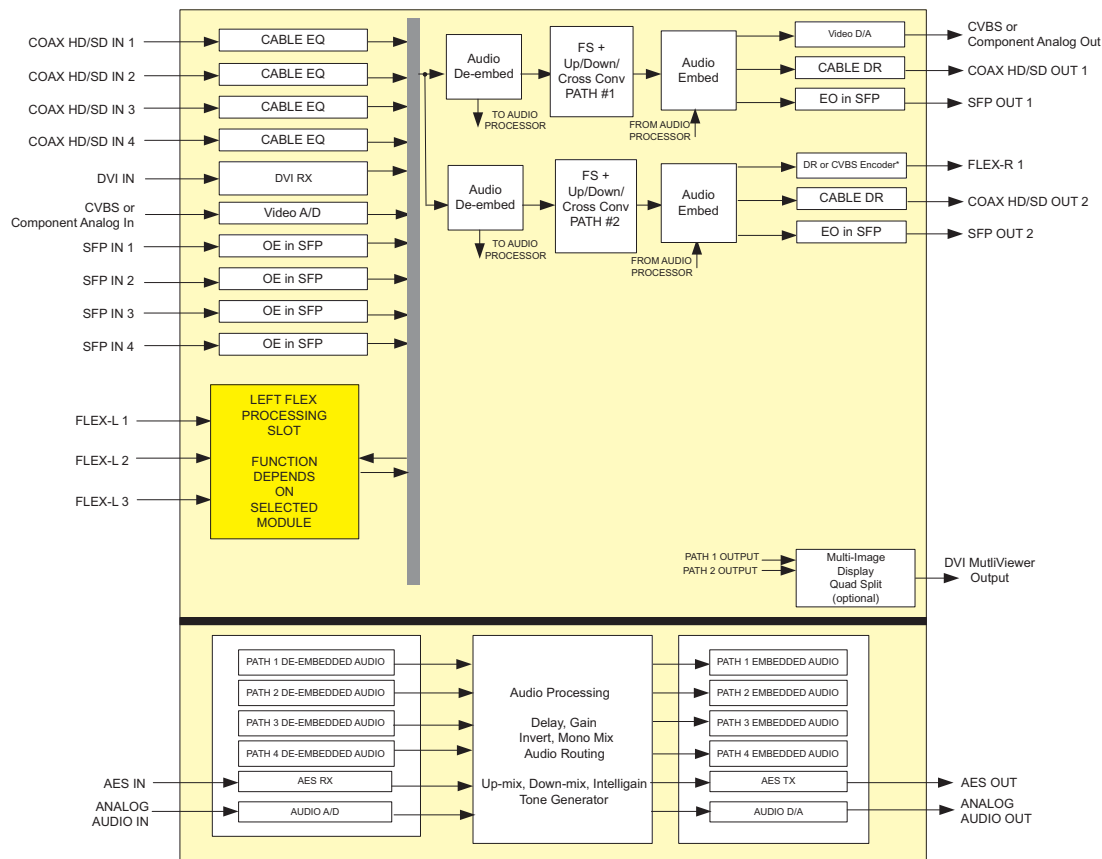 COAX HD/SD IN 1
CABLE EQ
COAX HD/SD IN 2
CABLE EQ
COAX HD/SD IN 3
CABLE EQ
COAX HD/SD IN 4
CABLE EQ
DVI IN
DVI RX
CVBS or
Component Analog In
Video A/D
SFP IN 1
OE in SFP
SFP IN 2
OE in SFP
SFP IN 3
OE in SFP
SFP IN 4
OE in SFP
FLEX-L 1
FLEX-L 2
FLEX-L 3
LEFT FLEX
PROCESSING
SLOT
FUNCTION
DEPENDS
ON
SELECTED
MODULE
Audio
De-embed
TO AUDIO
PROCESSOR
FS +
Up/Down/
Cross Conv
PATH #1
Audio
Embed
FROM AUDIO
PROCESSOR
Video D/A
CVBS or
Component Analog Out
CABLE DR
COAX HD/SD OUT 1
EO in SFP
SFP OUT 1
Audio
De-embed
TO AUDIO
PROCESSOR
FS +
Up/Down/
Cross Conv
PATH #2
Audio
Embed
FROM AUDIO
PROCESSOR
DR or CVBS Encoder*
FLEX-R 1
CABLE DR
COAX HD/SD OUT 2
EO in SFP
SFP OUT 2
PATH 1 OUTPUT
PATH 2 OUTPUT
Multi-Image
Display
Quad Split
(optional)
DVI MutliViewer
Output
PATH 1 DE-EMBEDDED AUDIO
PATH 2 DE-EMBEDDED AUDIO
PATH 3 DE-EMBEDDED AUDIO
PATH 4 DE-EMBEDDED AUDIO
AES IN
AES RX
ANALOG
AUDIO IN
AUDIO A/D
Audio Processing
Delay, Gain
Invert, Mono Mix
Audio Routing
Up-mix, Down-mix, Intelligain
Tone Generator
PATH 1 EMBEDDED AUDIO
PATH 2 EMBEDDED AUDIO
PATH 3 EMBEDDED AUDIO
PATH 4 EMBEDDED AUDIO
AES TX
AES OUT
AUDIO D/A
ANALOG
AUDIO OUT